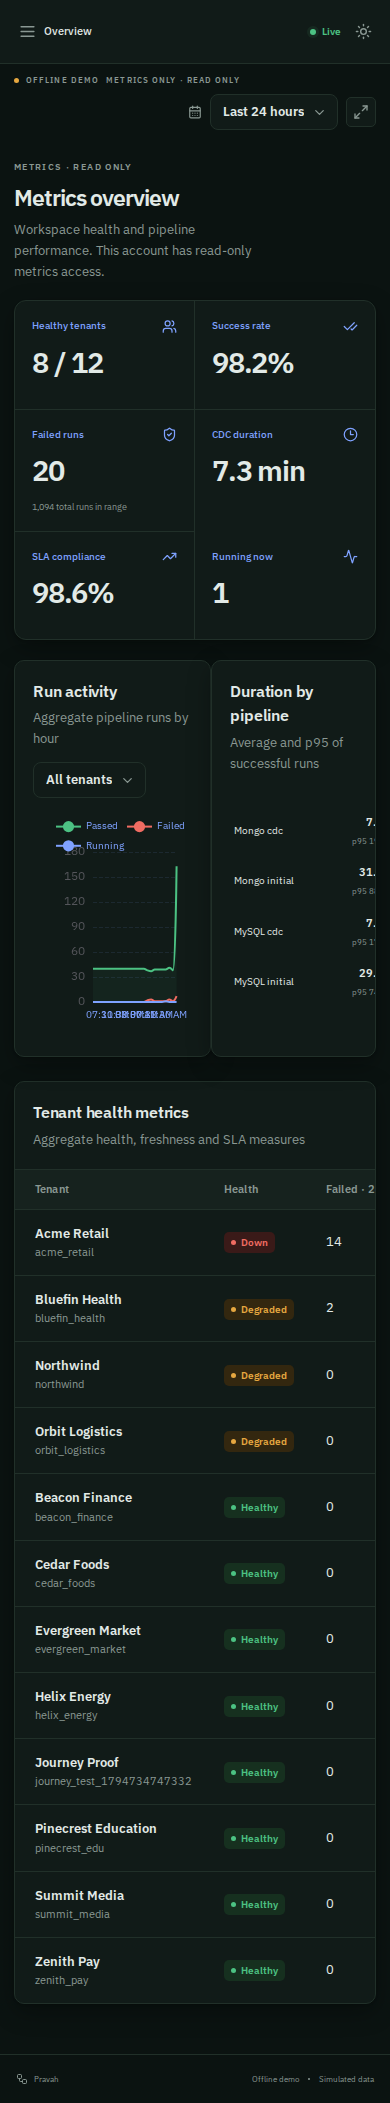 Overview
Live
OFFLINE DEMO METRICS ONLY · READ ONLY
Last 24 hours
METRICS · READ ONLY
Metrics overview
Workspace health and pipeline
performance. This account has read-only
metrics access.
Healthy tenants
8 / 12
Success rate
98.2%
Failed runs
20
1,094 total runs in range
CDC duration
7.3 min
SLA compliance
98.6%
Running now
1
Run activity
Aggregate pipeline runs by
hour
All tenants
Passed
Failed
Running
180
150
120
90
60
30
0
Duration by
pipeline
Average and p95 of
successful runs
Mongo cdc
7.
Mongo initial
31.
MySQL cdc
7.
MySQL initial
29.
Tenant health metrics
Aggregate health, freshness and SLA measures
Tenant Health Failed · 2
Acme Retail
acme_retail
Down
14
Bluefin Health
bluefin_health
Degraded
2
Northwind
northwind
Degraded
0
Orbit Logistics
orbit_logistics
Degraded
0
Beacon Finance
beacon_finance
Healthy
0
Cedar Foods
cedar_foods
Healthy
0
Evergreen Market
evergreen_market
Healthy
0
Helix Energy
helix_energy
Healthy
0
Journey Proof
journey_test_1794734747332
Healthy
0
Pinecrest Education
pinecrest_edu
Healthy
0
Summit Media
summit_media
Healthy
0
Zenith Pay
zenith_pay
Healthy
0
Pravah
Offline demo • Simulated data